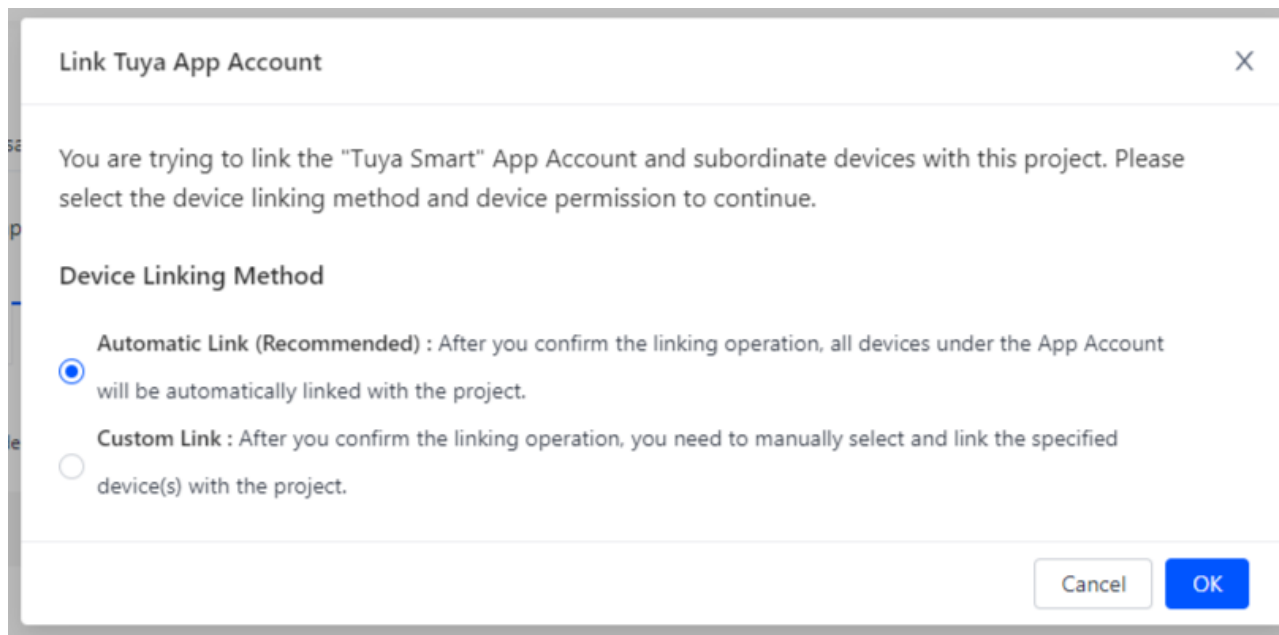 Link Tuya App Account
You are trying to link the "Tuya Smart" App Account and subordinate devices with this project. Please
select the device linking method and device permission to continue.
Device Linking Method
Automatic Link (Recommended) : After you confirm the linking operation, all devices under the App Account
will be automatically linked with the project.
Custom Link : After you confirm the linking operation, you need to manually select and link the specified
device(s) with the project.
Cancel
OK